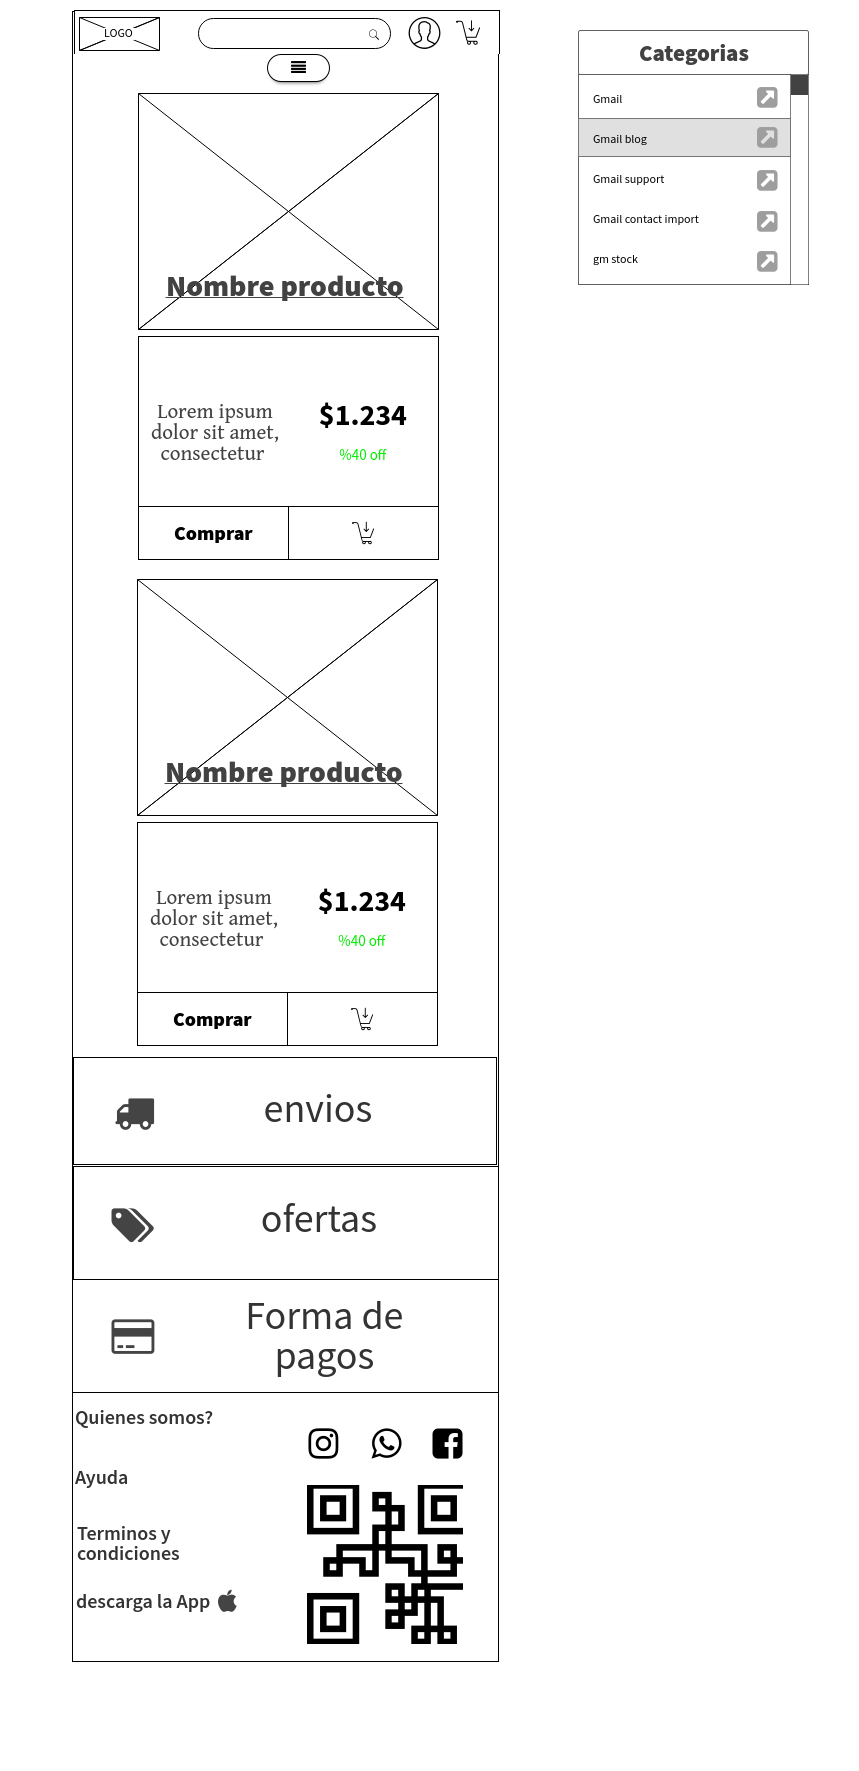 LOGO
Nombre producto
Lorem ipsum
dolor sit amet,
consectetur
$1.234
%40 off
Comprar
Nombre producto
Lorem ipsum
dolor sit amet,
consectetur
$1.234
%40 off
Comprar
envios
ofertas
Forma de
pagos
Quienes somos?
Ayuda
Terminos y
condiciones
descarga la App
Categorias
Gmail
Gmail blog
Gmail support
Gmail contact import
gm stock